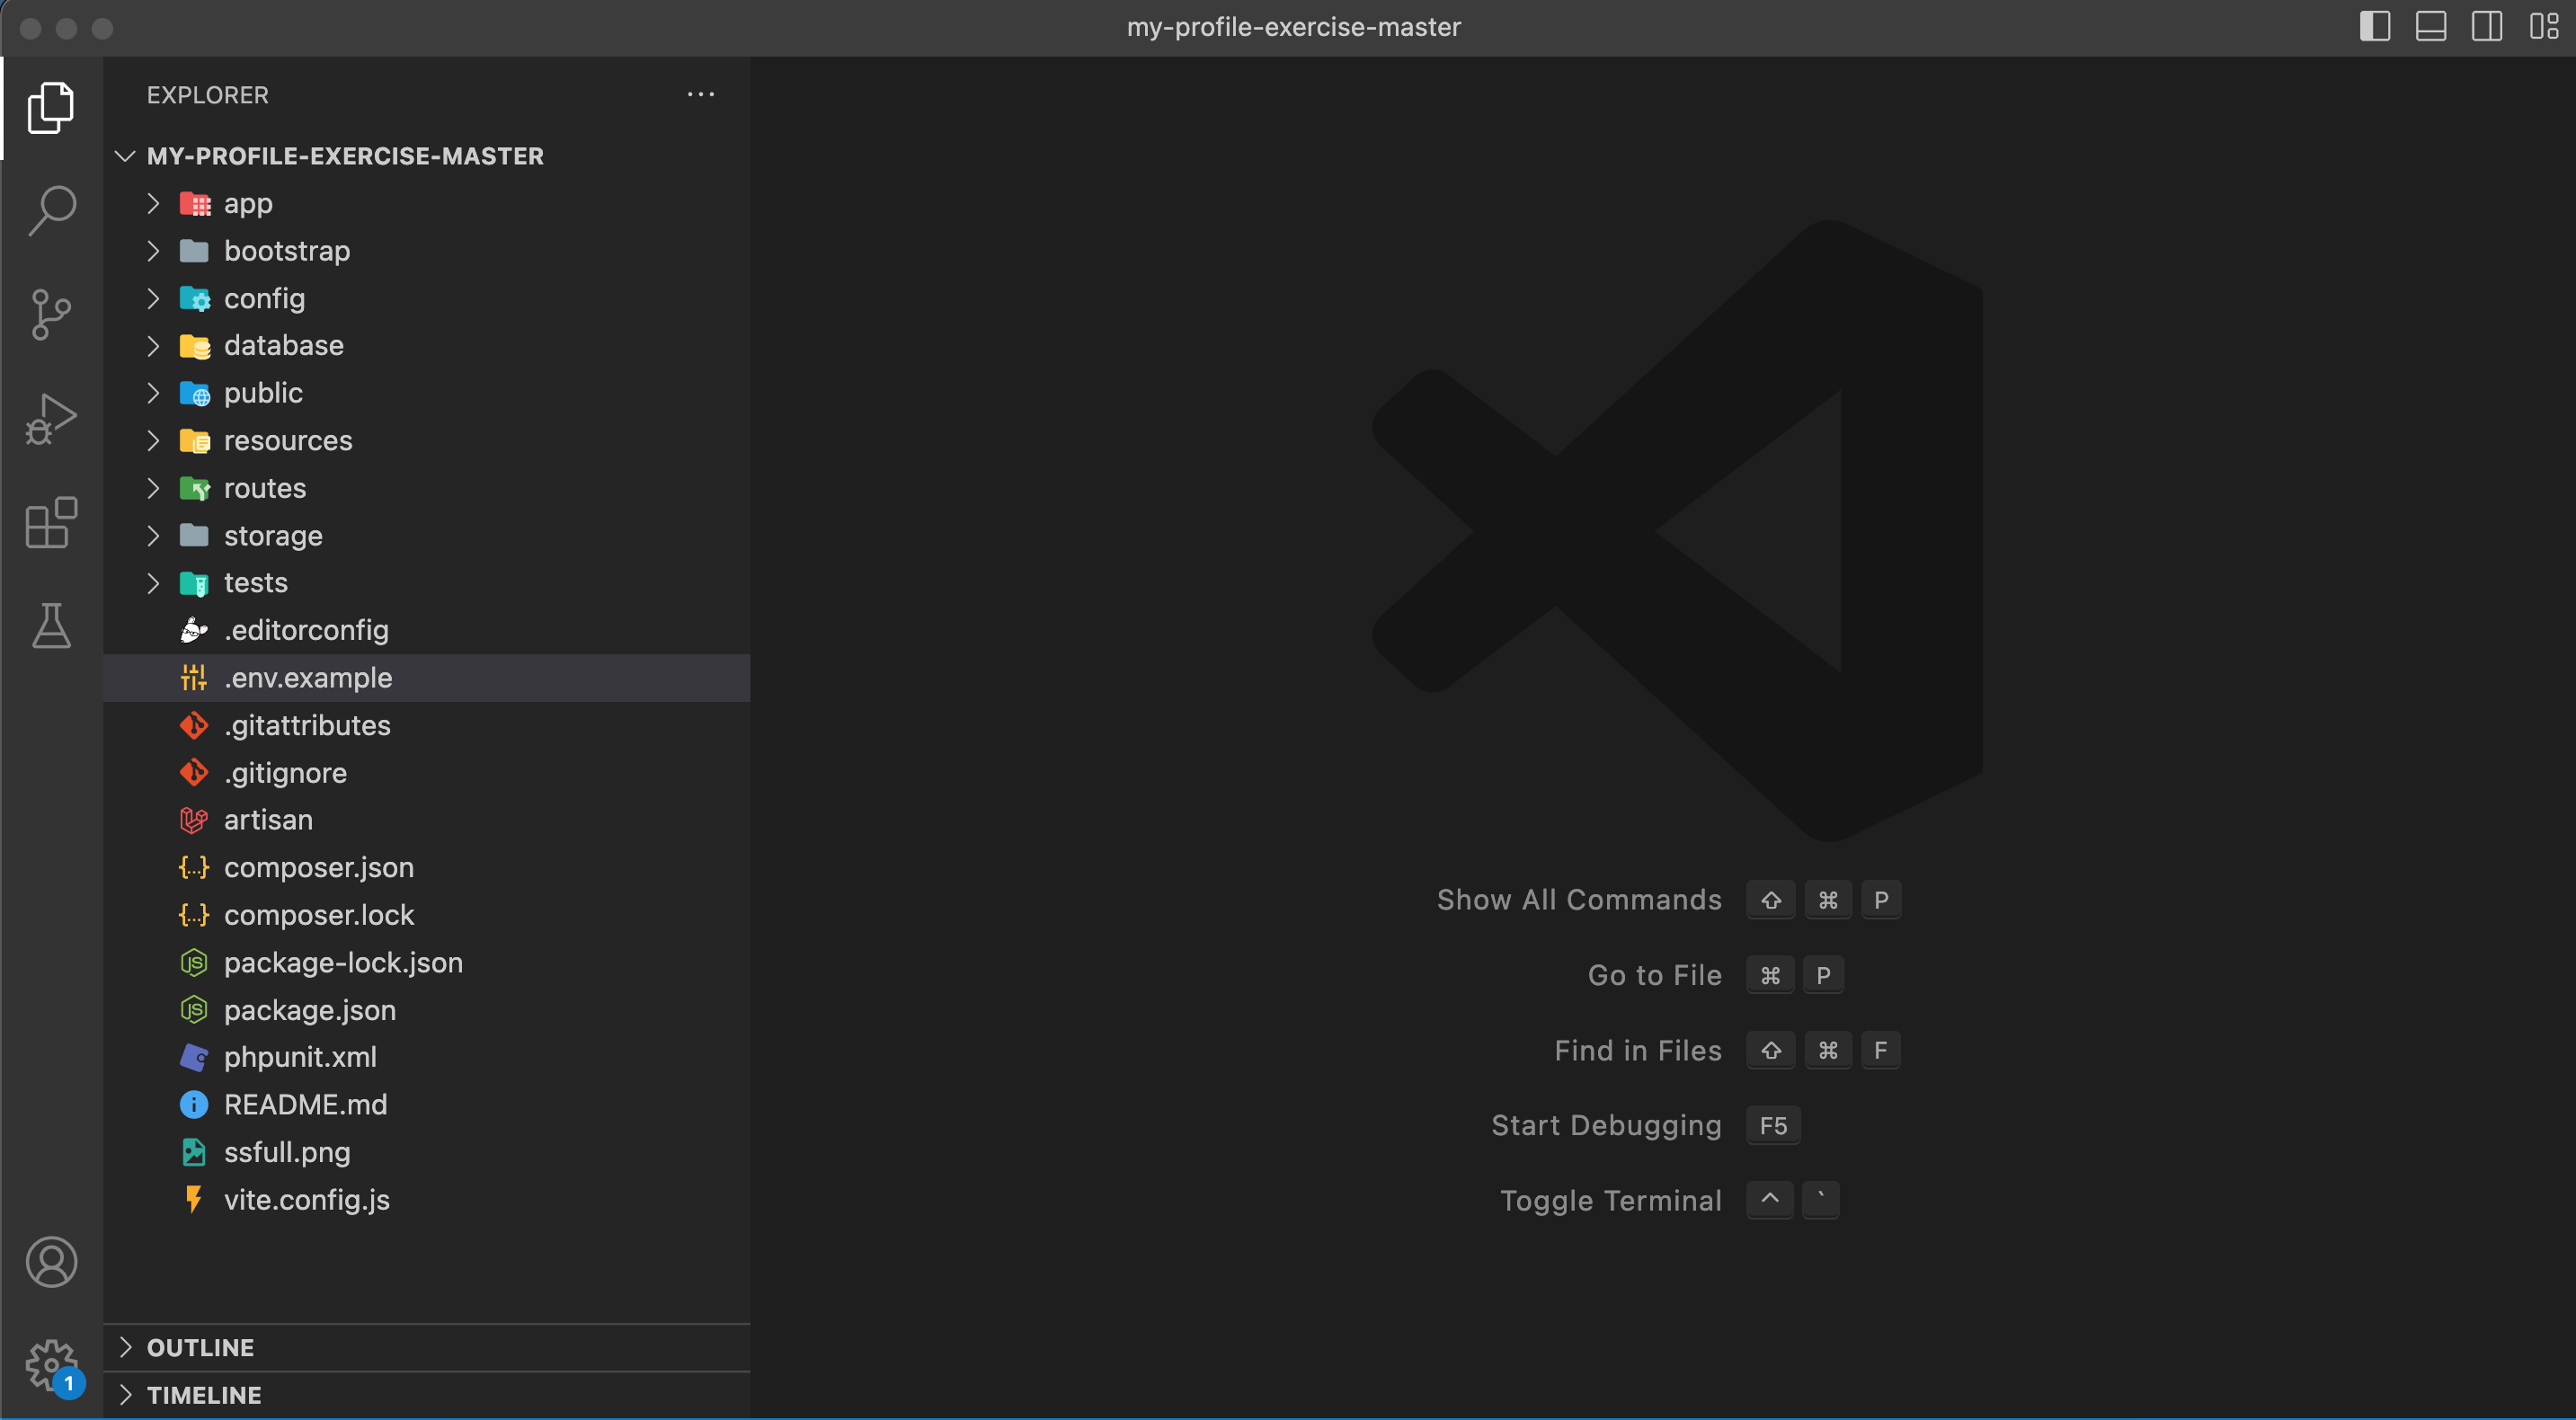 my-profile-exercise-master
EXPLORER
MY-PROFILE-EXERCISE-MASTER
app
bootstrap
config
database
public
resources
routes
storage
tests
.editorconfig
.env.example
.gitattributes
.gitignore
artisan
composer.json
composer.lock
package-lock.json
package.json
phpunit.xml
README.md
ssfull.png
vite.config.js
OUTLINE
TIMELINE
1
Show All Commands ⇧ ⌘ P
Go to File ⌘ P
Find in Files ⇧ ⌘ F
Start Debugging F5
Toggle Terminal ^ `